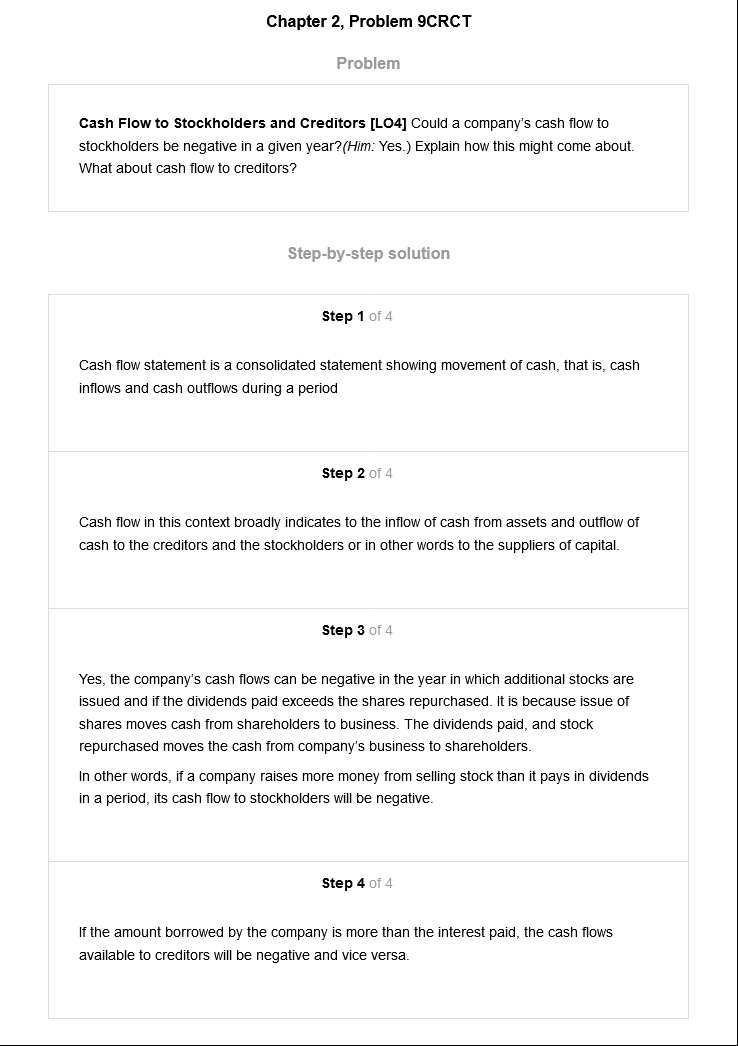 Chapter 2, Problem 9CRCT
Problem
Cash Flow to Stockholders and Creditors [LO4] Could a company's cash flow to
stockholders be negative in a given year?(Him: Yes.) Explain how this might come about.
What about cash flow to creditors?
Step-by-step solution
Step 1 of 4
Cash flow statement is a consolidated statement showing movement of cash, that is, cash
inflows and cash outflows during a period
Step 2 of 4
Cash flow in this context broadly indicates to the inflow of cash from assets and outflow of
cash to the creditors and the stockholders or in other words to the suppliers of capital.
Step 3 of 4
Yes, the company's cash flows can be negative in the year in which additional stocks are
issued and if the dividends paid exceeds the shares repurchased. It is because issue of
shares moves cash from shareholders to business. The dividends paid, and stock
repurchased moves the cash from company's business to shareholders.
In other words, if a company raises more money from selling stock than it pays in dividends
in a period, its cash flow to stockholders will be negative.
Step 4 of 4
If the amount borrowed by the company is more than the interest paid, the cash flows
available to creditors will be negative and vice versa.